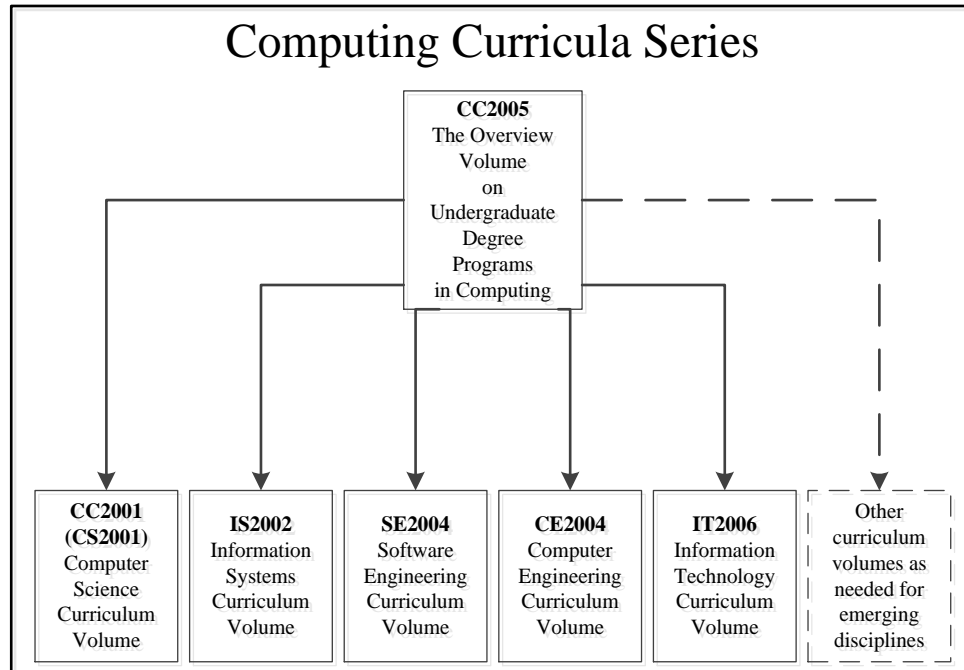 Computing Curricula Series
CC2005
The Overview
Volume
on
Undergraduate
Degree
Programs
in Computing
CC2001
(CS2001)
Computer
Science
Curriculum
Volume
IS2002
Information
Systems
Curriculum
Volume
SE2004
Software
Engineering
Curriculum
Volume
CE2004
Computer
Engineering
Curriculum
Volume
IT2006
Information
Technology
Curriculum
Volume
Other
curriculum
volumes as
needed for
emerging
disciplines